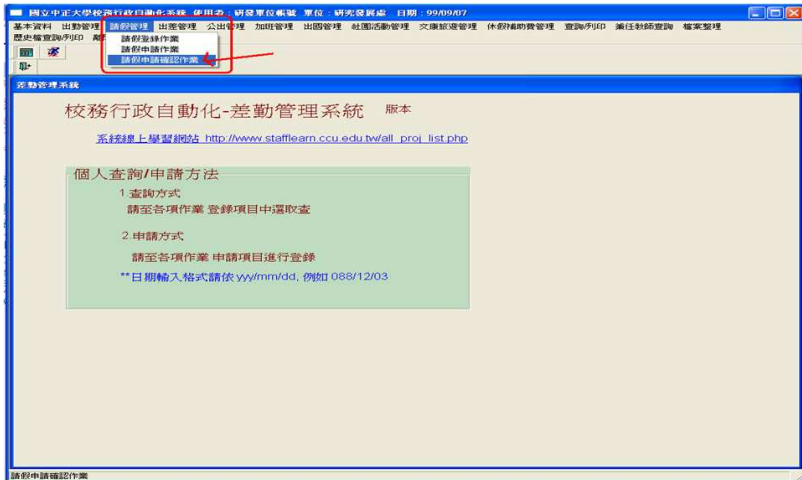 國立中正大學校務行政自動化系統 使用者：研發單位帳號 單位：研究發展處 日期：99/09/07
基本資料 出勤管理 請假管理 出差管理 公出管理 加班管理 出國管理 社團活動管理 文康旅遊管理 休假補助費管理 查詢/列印 兼任教師查詢 檔案整理
歷史檔查詢/列印
請假登錄作業
請假申請作業
請假申請確認作業
差勤管理系統
校務行政自動化-差勤管理系統 版本
系統線上學習網站 http://www.stafflearn.ccu.edu.tw/all_proj_list.php
個人查詢/申請方法
1.查詢方式
請至各項作業 登錄項目中選取查
2.申請方式
請至各項作業 申請項目進行登錄
**日期輸入格式請依 yyy/mm/dd, 例如 088/12/03
請假申請確認作業